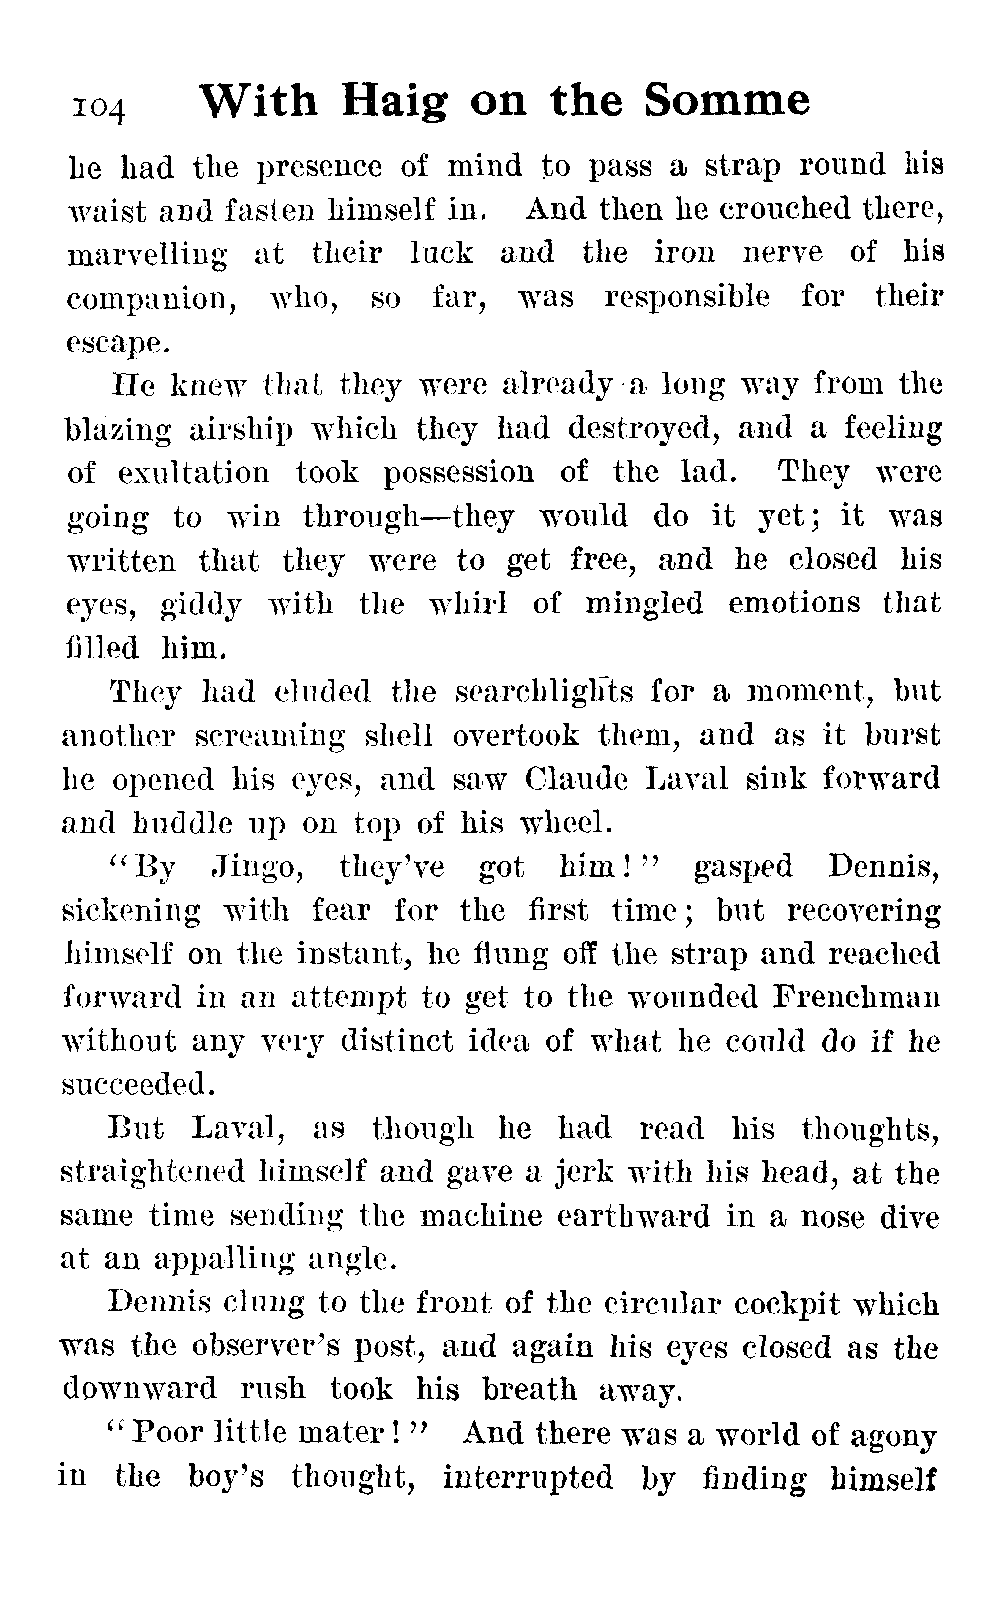 104 With Haig on the Somme
he had the presence of mind to pass a strap round his
waist and fasten himself in. And then he crouched there,
marvelling at their luck and the iron nerve of his
companion, who, so far, was responsible for their
escape.
He knew that they were already a long way from the
blazing airship which they had destroyed, and a feeling
of exultation took possession of the lad. They were
going to win through—they would do it yet; it was
written that they were to get free, and he closed his
eyes, giddy with the whirl of mingled emotions that
filled him.
They had eluded the searchlights for a moment, but
another screaming shell overtook them, and as it burst
he opened his eyes, and saw Claude Laval sink forward
and huddle up on top of his wheel.
"By Jingo, they've got him!" gasped Dennis,
sickening with fear for the first time; but recovering
himself on the instant, he flung off the strap and reached
forward in an attempt to get to the wounded Frenchman
without any very distinct idea of what he could do if he
succeeded.
But Laval, as though he had read his thoughts,
straightened himself and gave a jerk with his head, at the
same time sending the machine earthward in a nose dive
at an appalling angle.
Dennis clung to the front of the circular cockpit which
was the observer's post, and again his eyes closed as the
downward rush took his breath away.
"Poor little mater!" And there was a world of agony
in the boy's thought, interrupted by finding himself